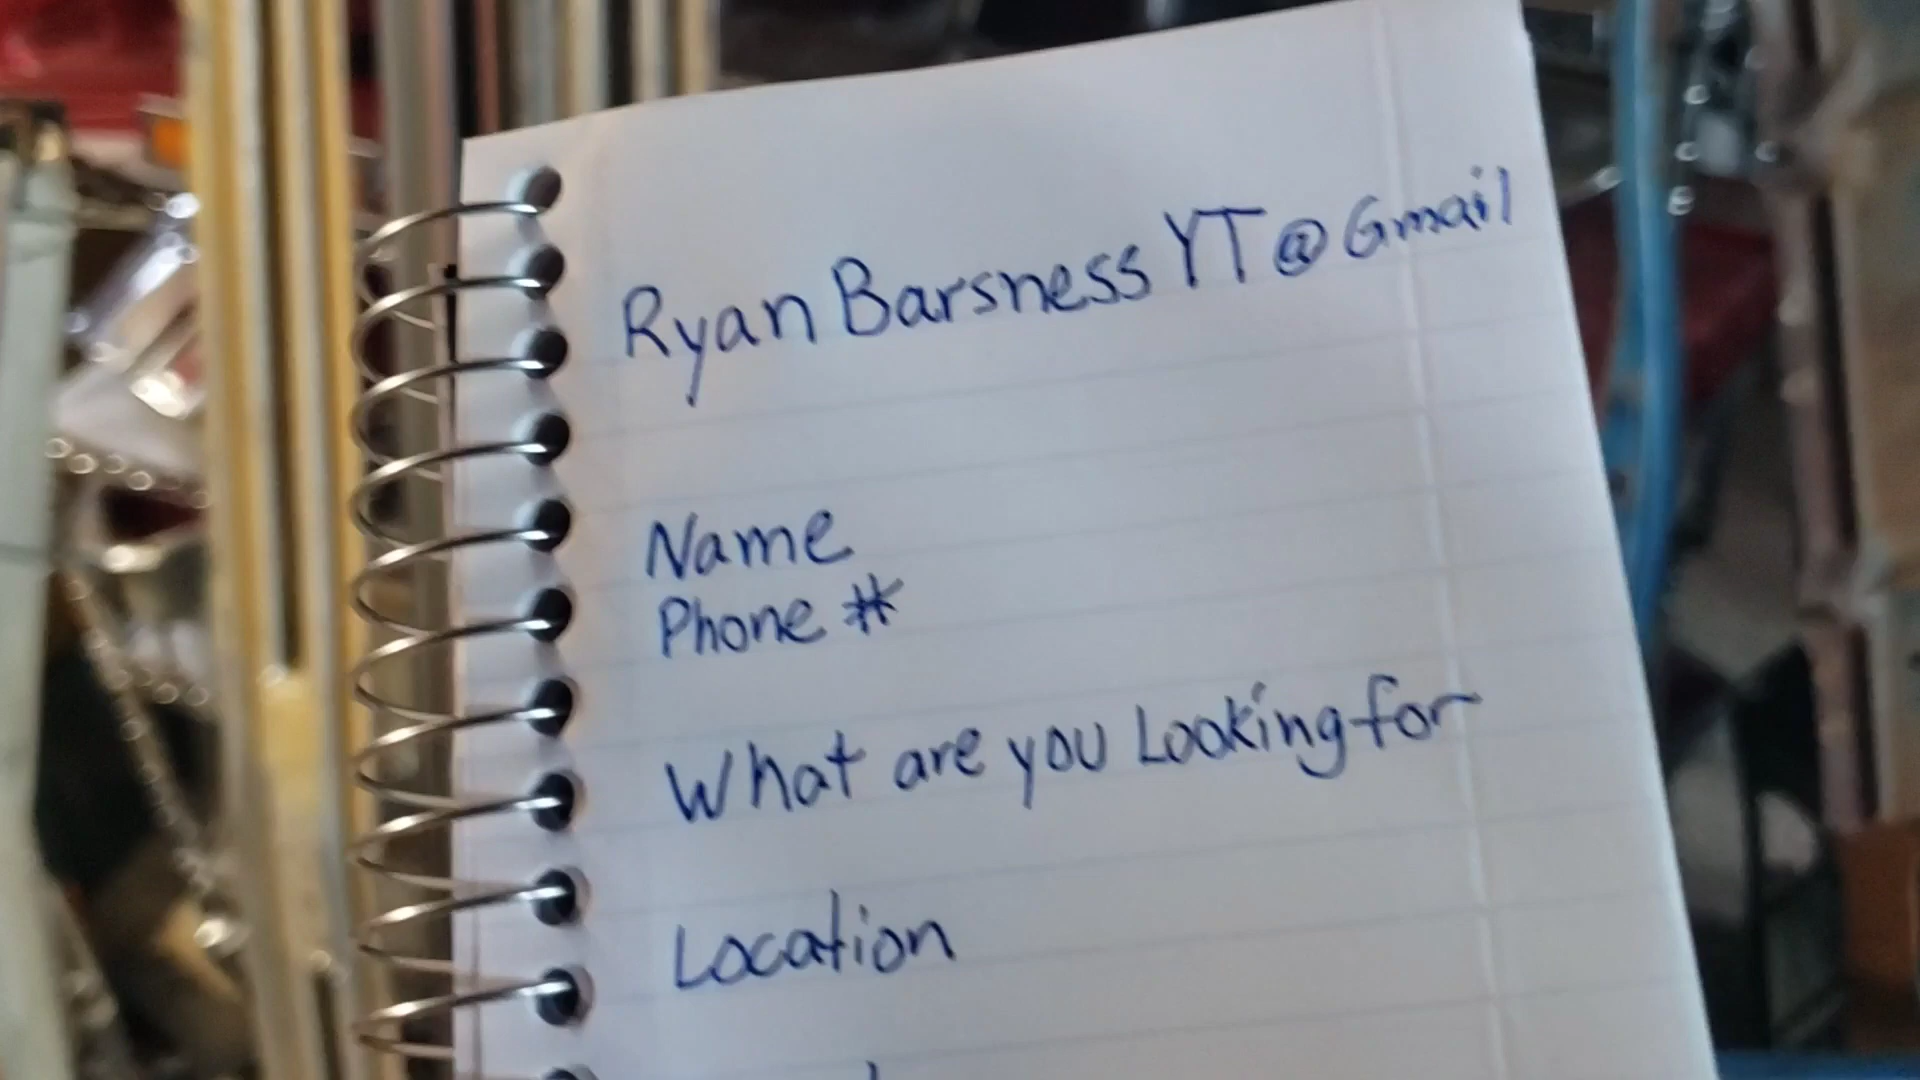 Ryan Barsness YT@Gmail
Name
Phone #
What are you Looking for
Location